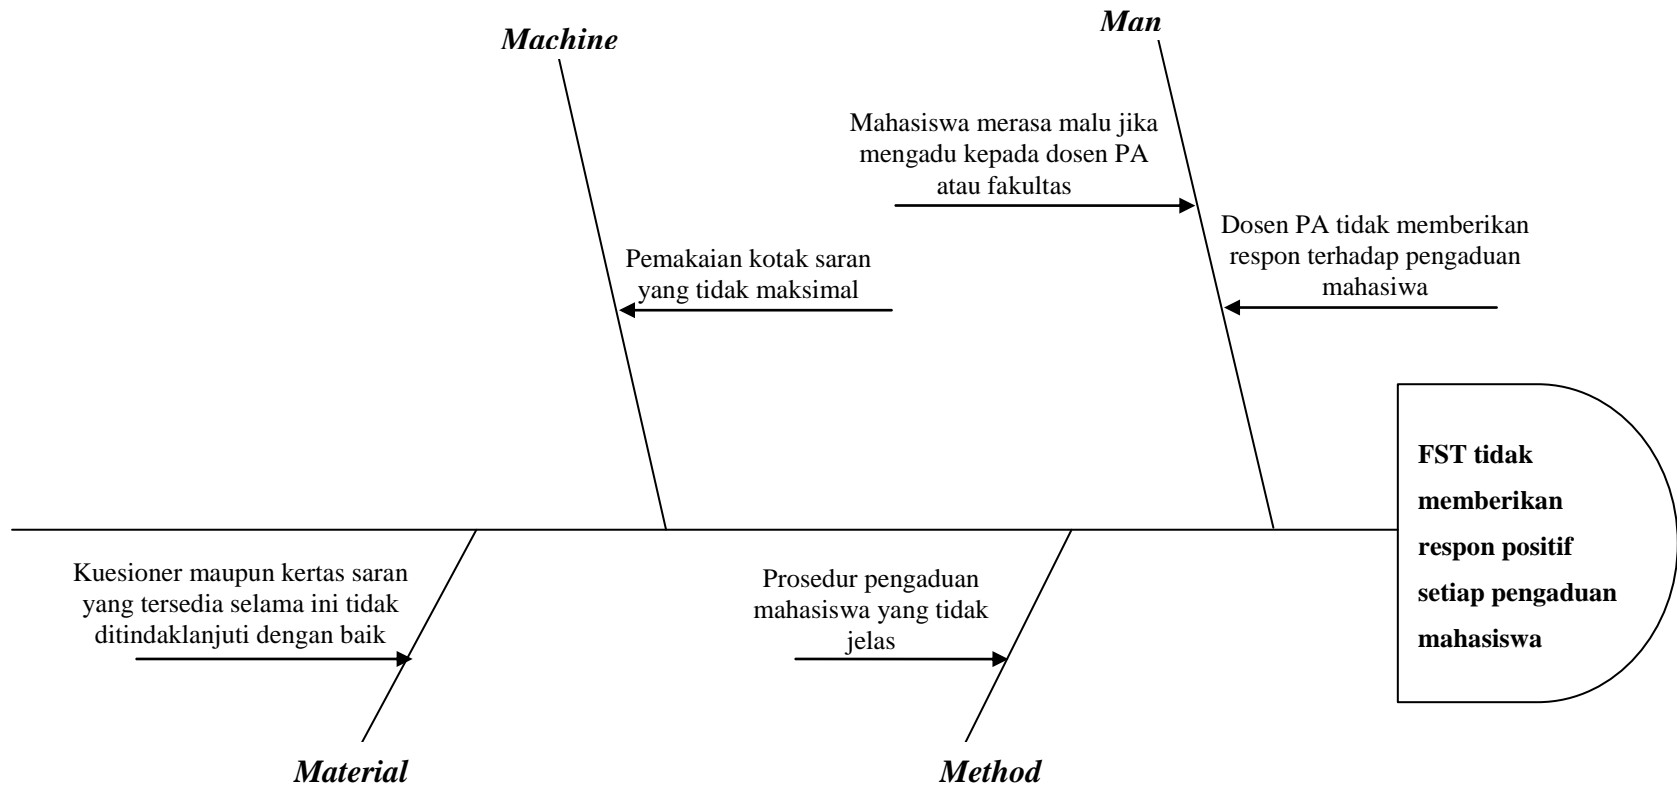 Machine
Man
Mahasiswa merasa malu jika
mengadu kepada dosen PA
atau fakultas
Dosen PA tidak memberikan
respon terhadap pengaduan
mahasiwa
Pemakaian kotak saran
yang tidak maksimal
FST tidak
memberikan
respon positif
setiap pengaduan
mahasiswa
Kuesioner maupun kertas saran
yang tersedia selama ini tidak
ditindaklanjuti dengan baik
Prosedur pengaduan
mahasiswa yang tidak
jelas
Material
Method